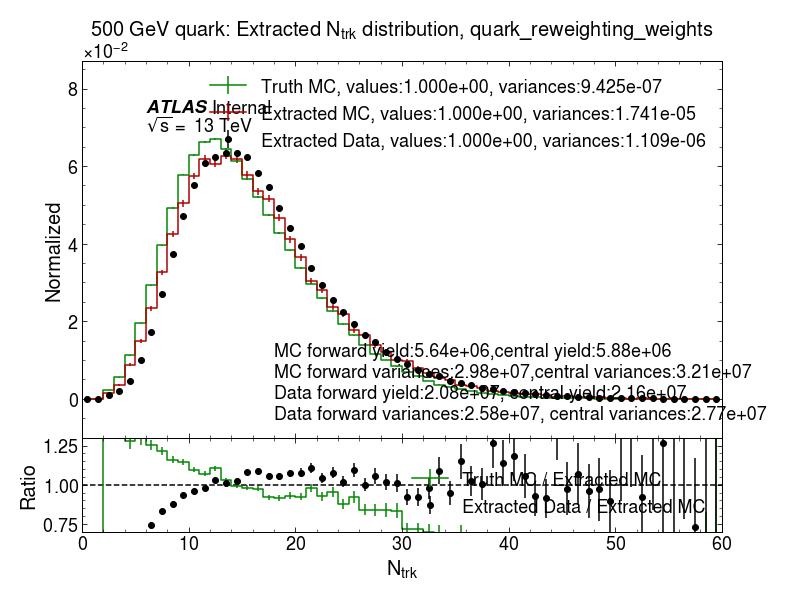 500 GeV quark: Extracted Ntrk distribution, quark_reweighting_weights
×10−2
Truth MC, values:1.000e+00, variances:9.425e-07
ATLAS Internal
Extracted MC, values:1.000e+00, variances:1.741e-05
√s = 13 TeV
Extracted Data, values:1.000e+00, variances:1.109e-06
8
6
4
2
0
Normalized
MC forward yield:5.64e+06,central yield:5.88e+06
MC forward variances:2.98e+07,central variances:3.21e+07
Data forward yield:2.08e+07, central yield:2.16e+07
Data forward variances:2.58e+07, central variances:2.77e+07
1.25
1.00
0.75
Ratio
Truth MC / Extracted MC
Extracted Data / Extracted MC
0 10 20 30 40 50 60
Ntrk